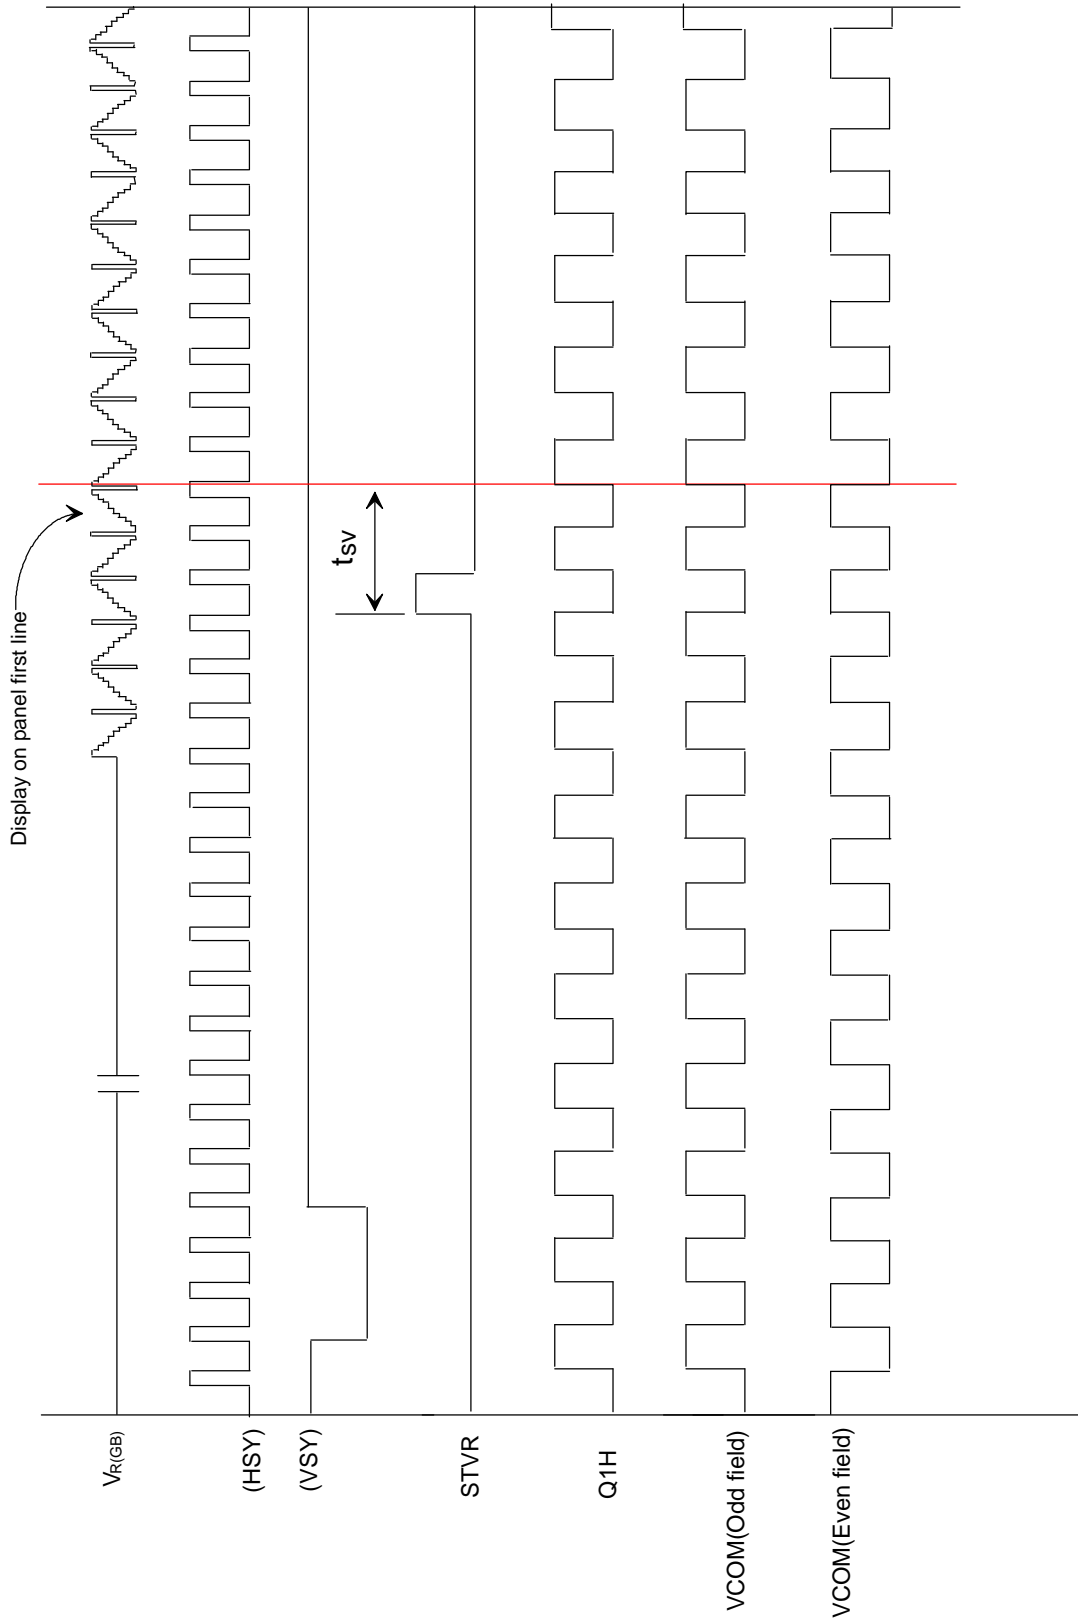 Display on panel first line
tSV
VR(GB)
(HSY)
(VSY)
STVR
Q1H
VCOM(Odd field)
VCOM(Even field)